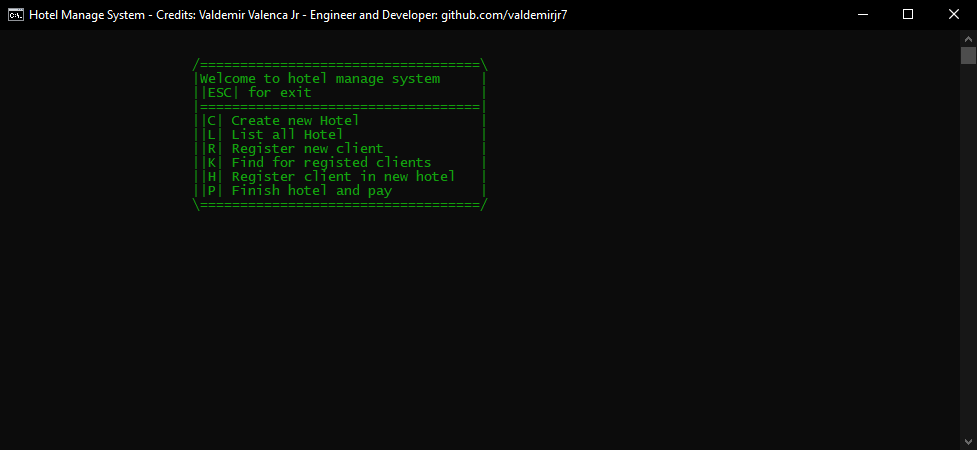 Hotel Manage System - Credits: Valdemir Valenca Jr - Engineer and Developer: github.com/valdemirjr7
/===================================\
|Welcome to hotel manage system     |
||ESC| for exit                     |
|===================================|
||C| Create new Hotel               |
||L| List all Hotel                 |
||R| Register new client            |
||K| Find for registed clients      |
||H| Register client in new hotel   |
||P| Finish hotel and pay           |
\===================================/